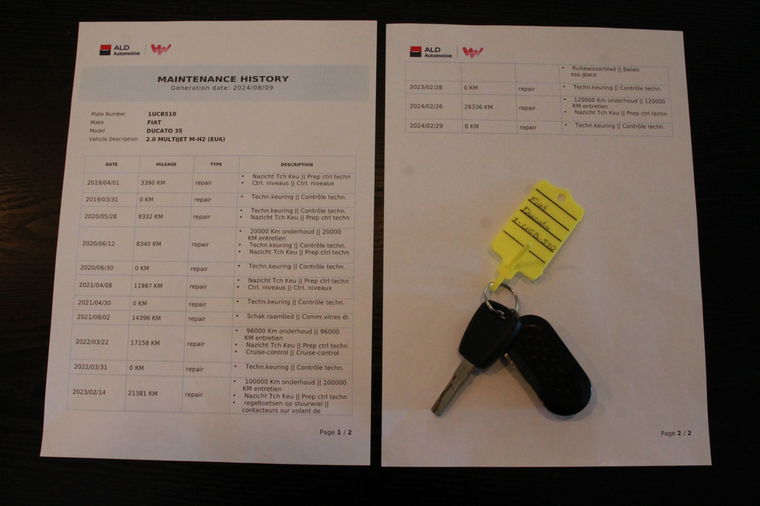 ALD
Automotive
MAINTENANCE HISTORY
Generation date: 2024/08/09
Plate Number 1UCB510
Make FIAT
Model DUCATO 35
Vehicle Description 2.0 MULTIJET M-H2 (EU6)
DATE MILEAGE TYPE DESCRIPTION
2019/04/01 3390 KM repair • Nazicht Tch Keu || Prep ctrl techn
• Ctrl. niveaus || Ctrl. niveaux
2019/03/31 0 KM repair • Techn.keuring || Contrôle techn.
2020/05/28 8332 KM repair • Techn.keuring || Contrôle techn.
• Nazicht Tch Keu || Prep ctrl techn
2020/06/12 8340 KM repair • 20000 Km onderhoud || 20000
KM entretien
• Techn.keuring || Contrôle techn.
• Nazicht Tch Keu || Prep ctrl techn
2020/06/30 0 KM repair • Techn.keuring || Contrôle techn.
2021/04/08 11987 KM repair • Nazicht Tch Keu || Prep ctrl techn
• Ctrl. niveaus || Ctrl. niveaux
2021/04/30 0 KM repair • Techn.keuring || Contrôle techn.
2021/08/02 14396 KM repair • Schak.raambed || Comm.vitres él.
2022/03/22 17158 KM repair • 96000 Km onderhoud || 96000
KM entretien
• Nazicht Tch Keu || Prep ctrl techn
• Cruise-control || Cruise-control
2022/03/31 0 KM repair • Techn.keuring || Contrôle techn.
2023/02/14 21381 KM repair • 100000 Km onderhoud || 100000
KM entretien
• Nazicht Tch Keu || Prep ctrl techn
• regeltoetsen op stuurwiel ||
contacteurs sur volant de
Page 1 / 2
ALD
Automotive
• Ruitewisserblad || Balais
ess.glace
2023/02/28 0 KM repair • Techn.keuring || Contrôle techn.
2024/02/26 26336 KM repair • 120000 Km onderhoud || 120000
KM entretien
• Nazicht Tch Keu || Prep ctrl techn
2024/02/29 0 KM repair • Techn.keuring || Contrôle techn.
Fiat
Ducato
1-UCB-510
Page 2 / 2